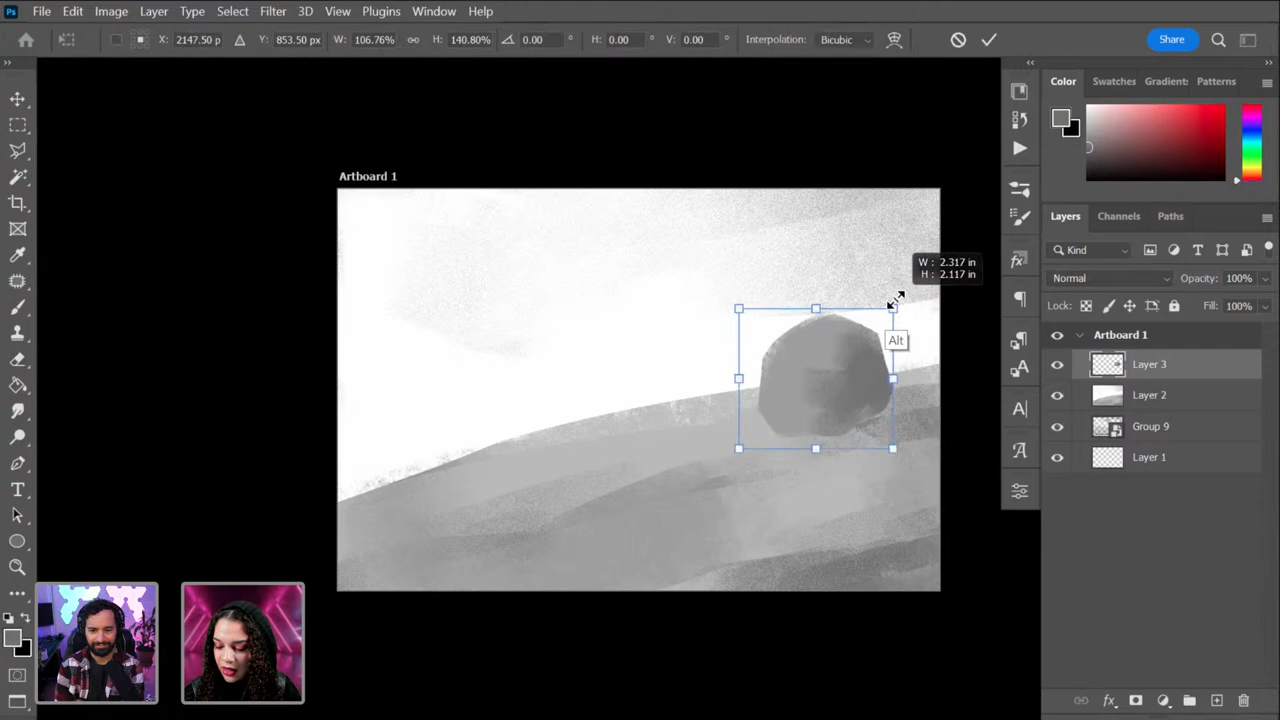 Ps File Edit Image Layer Type Select Filter 3D View Plugins Window Help
X: 2147.50 p Y: 853.50 px W: 106.76% H: 140.80% 0.00 ° H: 0.00 ° V: 0.00 ° Interpolation: Bicubic Share
Color Swatches Gradient: Patterns
Artboard 1
Layers Channels Paths
Kind
W : 2.317 in
H : 2.117 in
Normal Opacity: 100%
Lock: Fill: 100%
Alt
Artboard 1
Layer 3
Layer 2
Group 9
Layer 1